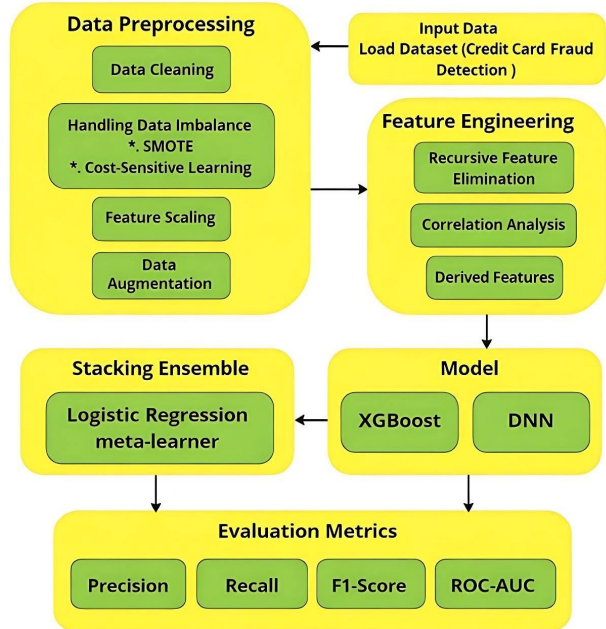 Data Preprocessing
Data Cleaning
Handling Data Imbalance
*. SMOTE
*. Cost-Sensitive Learning
Feature Scaling
Data
Augmentation
Input Data
Load Dataset (Credit Card Fraud
Detection )
Feature Engineering
Recursive Feature
Elimination
Correlation Analysis
Derived Features
Stacking Ensemble
Logistic Regression
meta-learner
Model
XGBoost
DNN
Evaluation Metrics
Precision
Recall
F1-Score
ROC-AUC